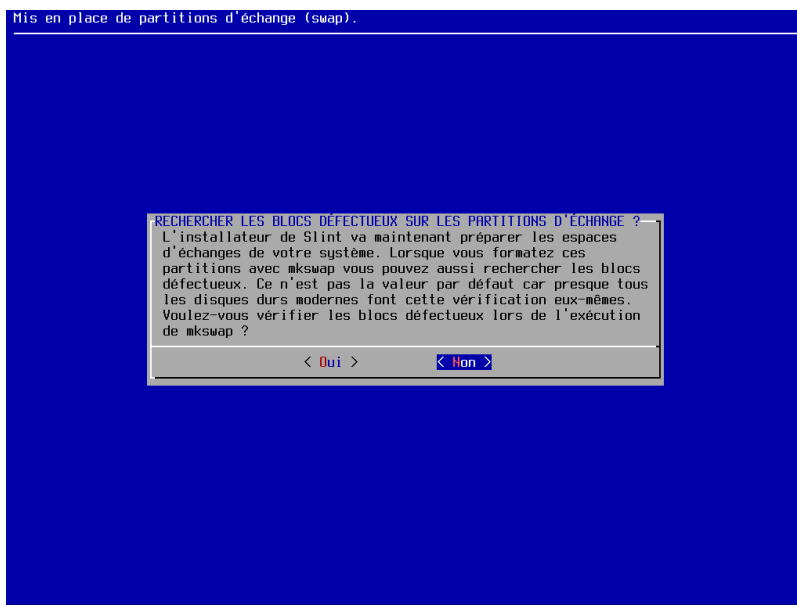 Mis en place de partitions d'échange (swap).
RECHERCHER LES BLOCS DÉFECTUEUX SUR LES PARTITIONS D'ÉCHANGE ?
L'installateur de Slint va maintenant préparer les espaces
d'échanges de votre système. Lorsque vous formatez ces
partitions avec mkswap vous pouvez aussi rechercher les blocs
défectueux. Ce n'est pas la valeur par défaut car presque tous
les disques durs modernes font cette vérification eux-mêmes.
Voulez-vous vérifier les blocs défectueux lors de l'exécution
de mkswap ?
< Oui > < Non >